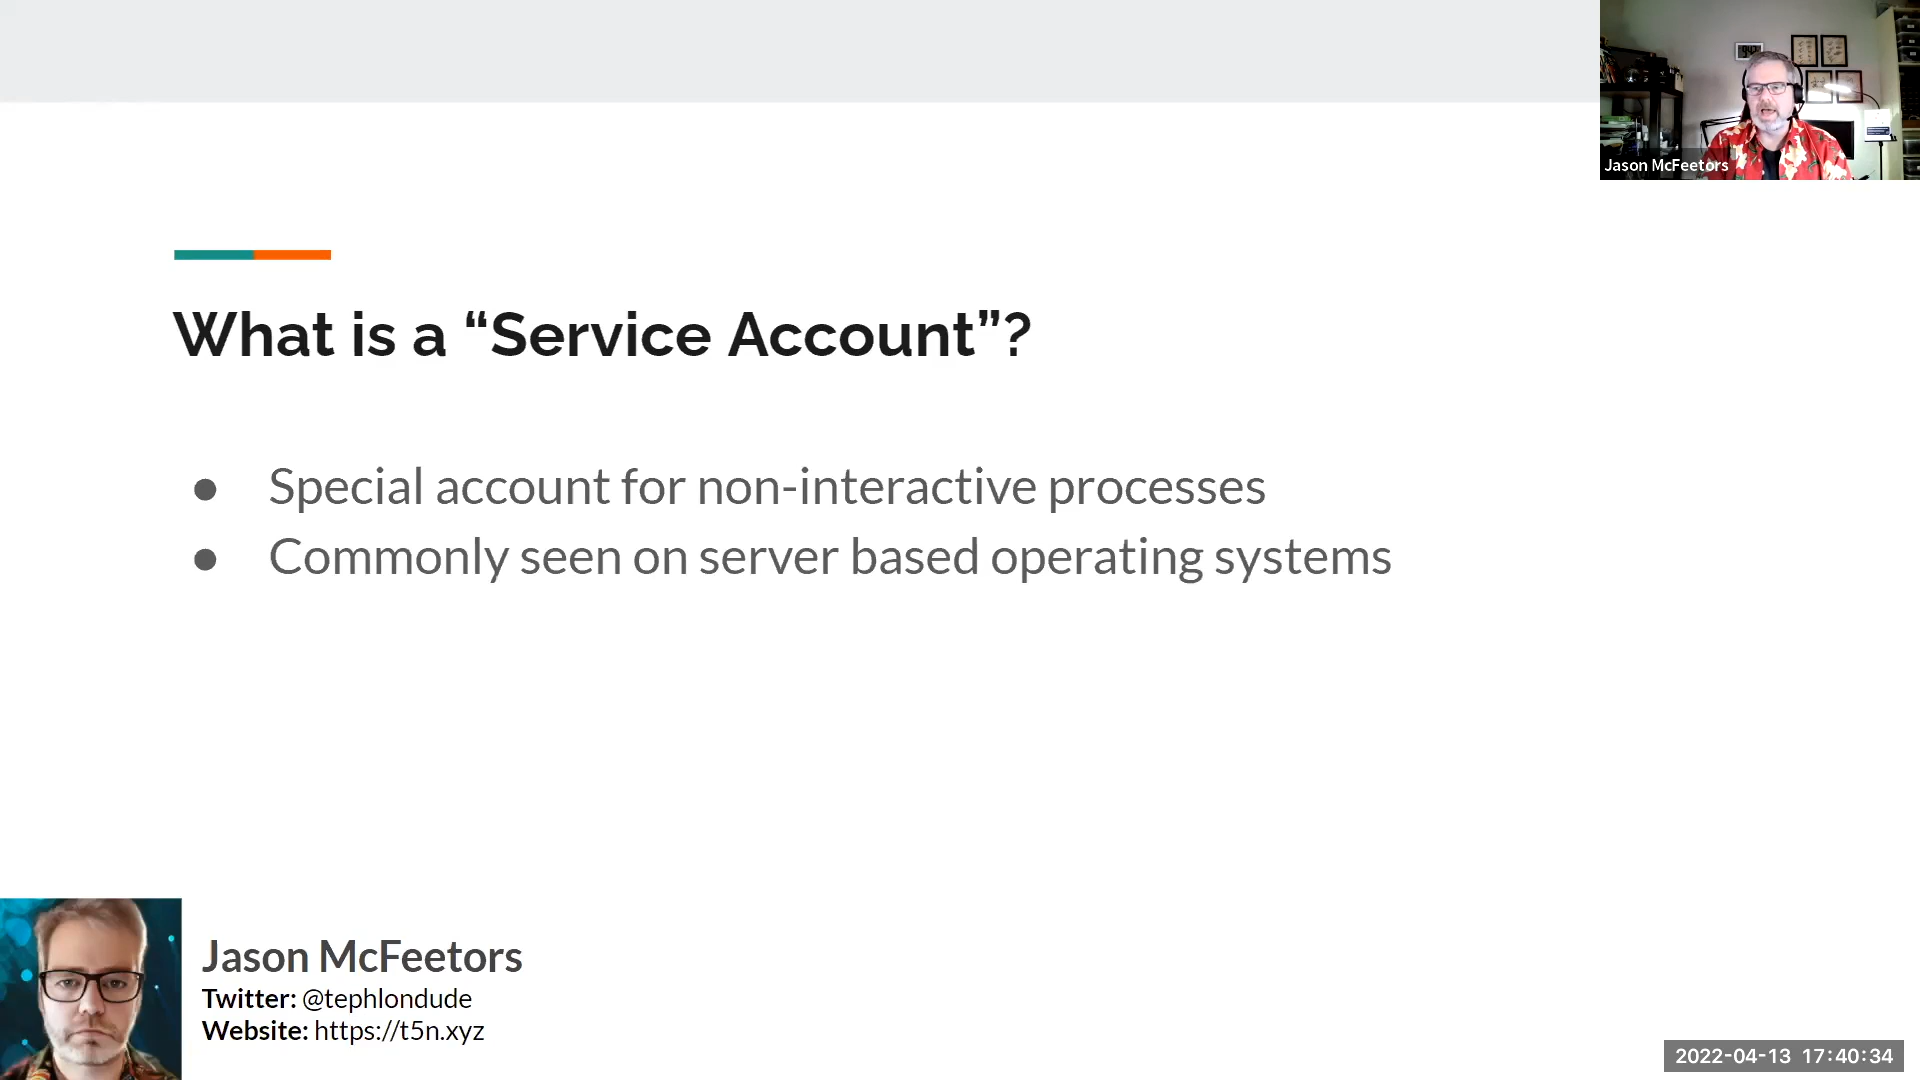 Jason McFeetors
What is a “Service Account”?
● Special account for non-interactive processes
● Commonly seen on server based operating systems
Jason McFeetors
Twitter: @tephlondude
Website: https://t5n.xyz
2022-04-13 17:40:34